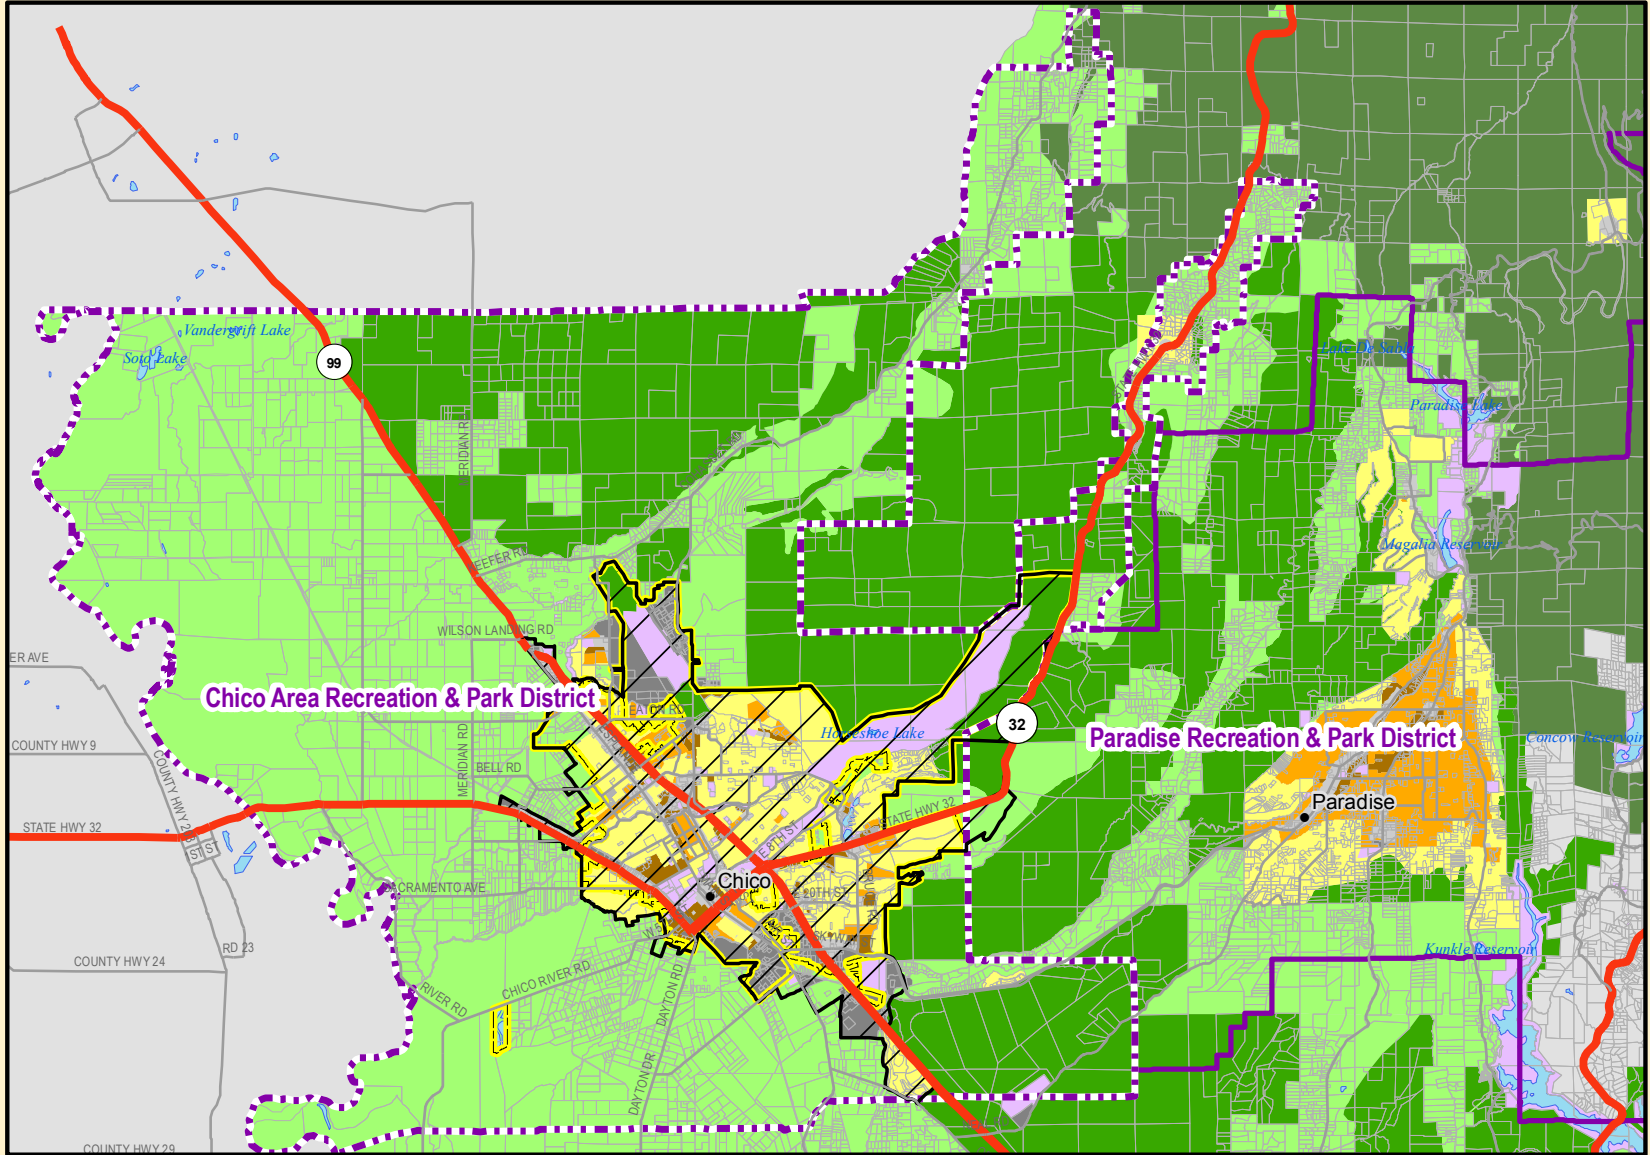 Vandergrift Lake
Soto Lake
99
Lake De Sabla
Paradise Lake
MERIDIAN RD
KEEFER RD
Magalia Reservoir
WILSON LANDING RD
ER AVE
Chico Area Recreation & Park District
EATON RD
32
Horseshoe Lake
Paradise Recreation & Park District
Concow Reservoir
COUNTY HWY 9
MERIDIAN RD
BELL RD
COUNTY HWY
Paradise
STATE HWY 32
STATE HWY 32
ST ST
E 8TH ST
Chico
SACRAMENTO AVE
E 20TH ST
SKYW
RD 23
Kunkle Reservoir
COUNTY HWY 24
CHICO RIVER RD
RIVER RD
DAYTON RD
DAYTON DR
COUNTY HWY 29